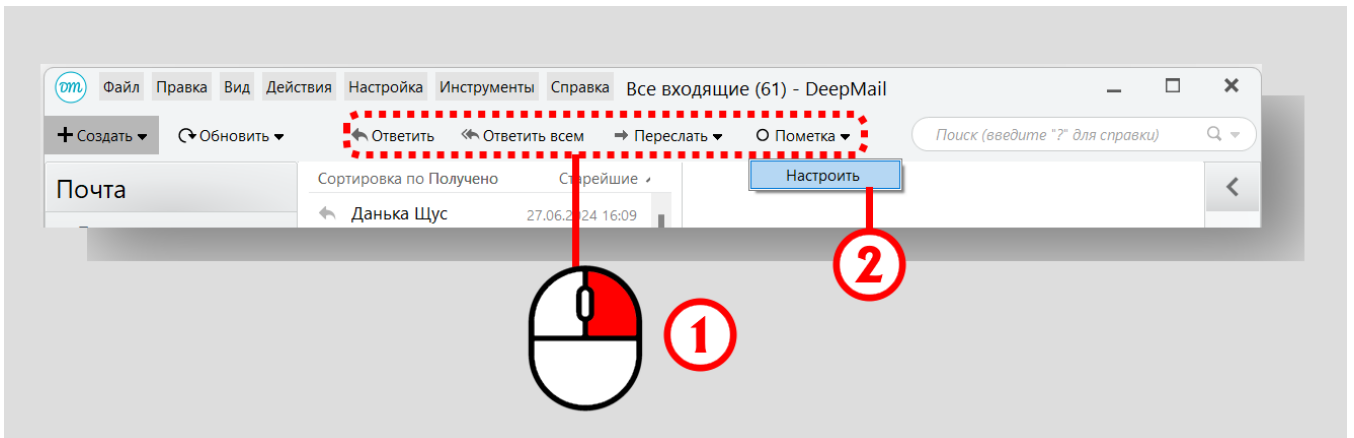 dm Файл Правка Вид Действия Настройка Инструменты Справка Все входящие (61) - DeepMail
Создать Обновить Ответить Ответить всем Переслать Пометка Поиск (введите "?" для справки)
Настроить
Почта Сортировка по Получено Старейшие
Данька Щус 27.06.2024 16:09
2
1